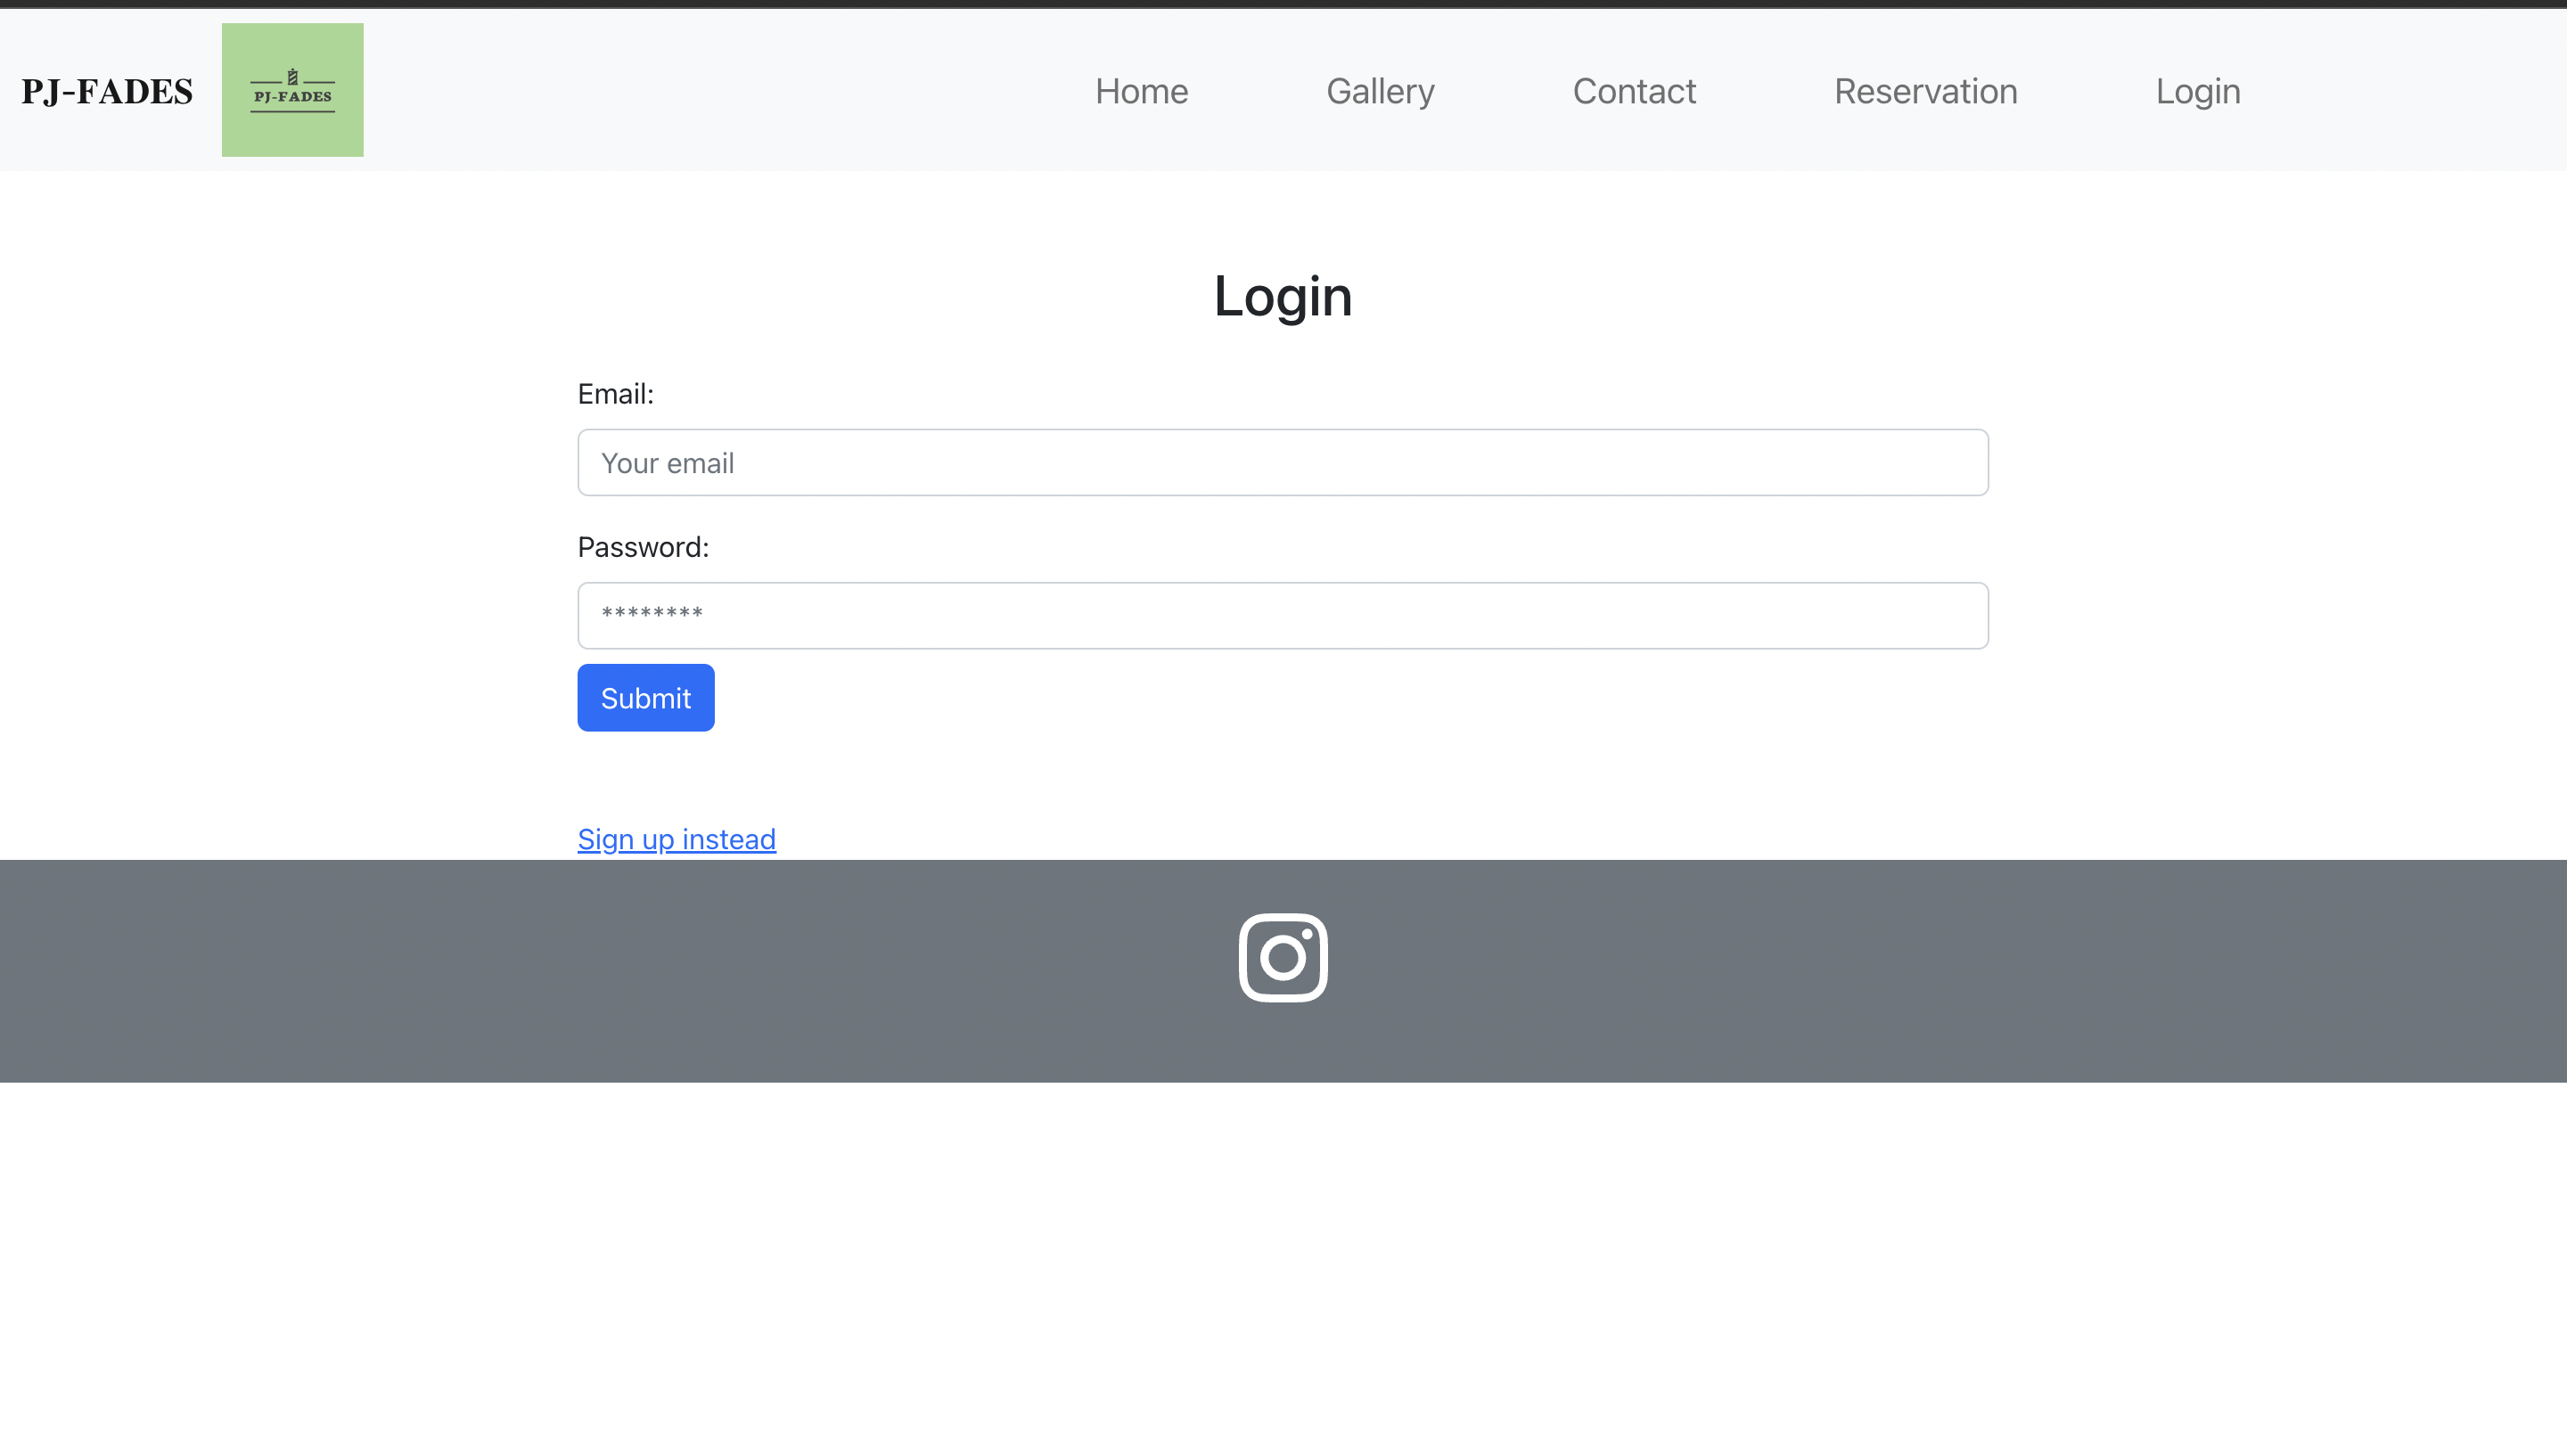 PJ-FADES
PJ-FADES
Home Gallery Contact Reservation Login
Login
Email:
Your email
Password:
********
Submit
Sign up instead